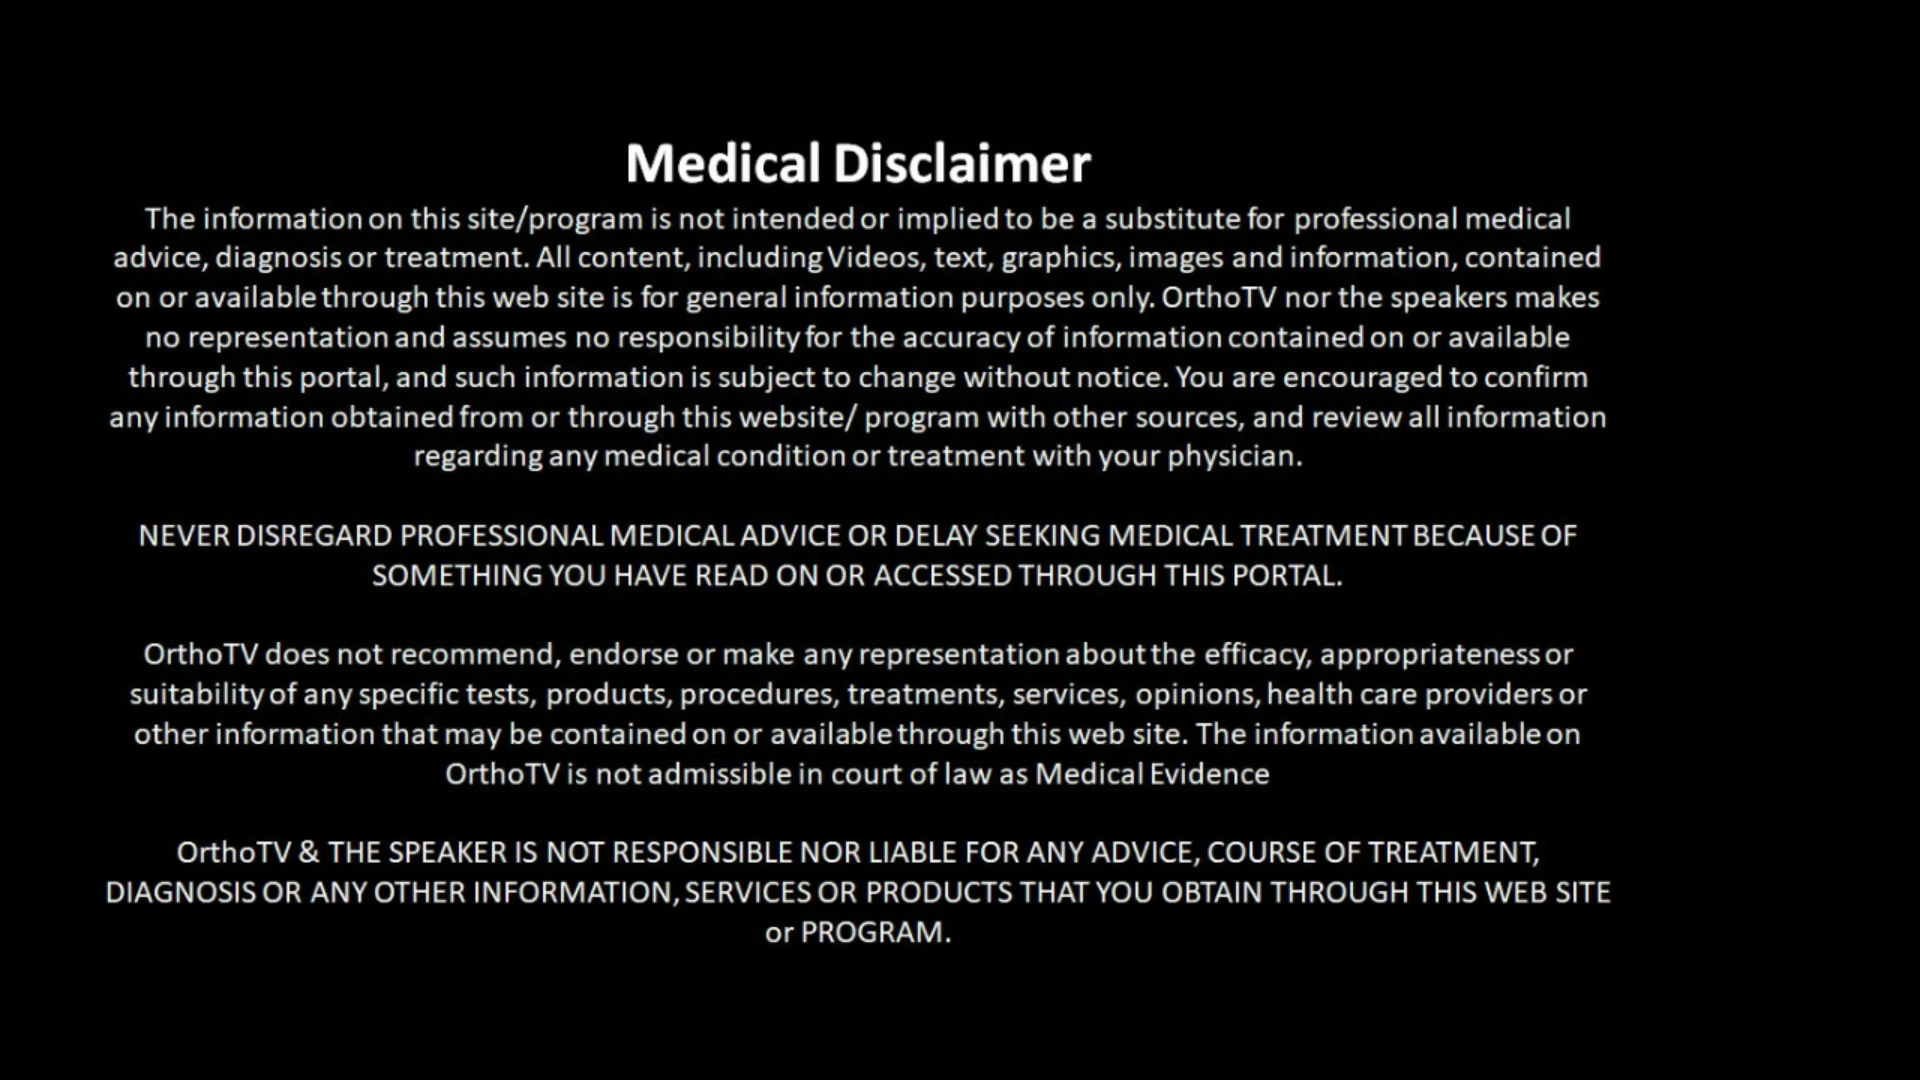 Medical Disclaimer
The information on this site/program is not intended or implied to be a substitute for professional medical
advice, diagnosis or treatment. All content, including Videos, text, graphics, images and information, contained
on or available through this web site is for general information purposes only. OrthoTV nor the speakers makes
no representation and assumes no responsibility for the accuracy of information contained on or available
through this portal, and such information is subject to change without notice. You are encouraged to confirm
any information obtained from or through this website/ program with other sources, and review all information
regarding any medical condition or treatment with your physician.
NEVER DISREGARD PROFESSIONAL MEDICAL ADVICE OR DELAY SEEKING MEDICAL TREATMENT BECAUSE OF
SOMETHING YOU HAVE READ ON OR ACCESSED THROUGH THIS PORTAL.
OrthoTV does not recommend, endorse or make any representation about the efficacy, appropriateness or
suitability of any specific tests, products, procedures, treatments, services, opinions, health care providers or
other information that may be contained on or available through this web site. The information available on
OrthoTV is not admissible in court of law as Medical Evidence
OrthoTV & THE SPEAKER IS NOT RESPONSIBLE NOR LIABLE FOR ANY ADVICE, COURSE OF TREATMENT,
DIAGNOSIS OR ANY OTHER INFORMATION, SERVICES OR PRODUCTS THAT YOU OBTAIN THROUGH THIS WEB SITE
or PROGRAM.